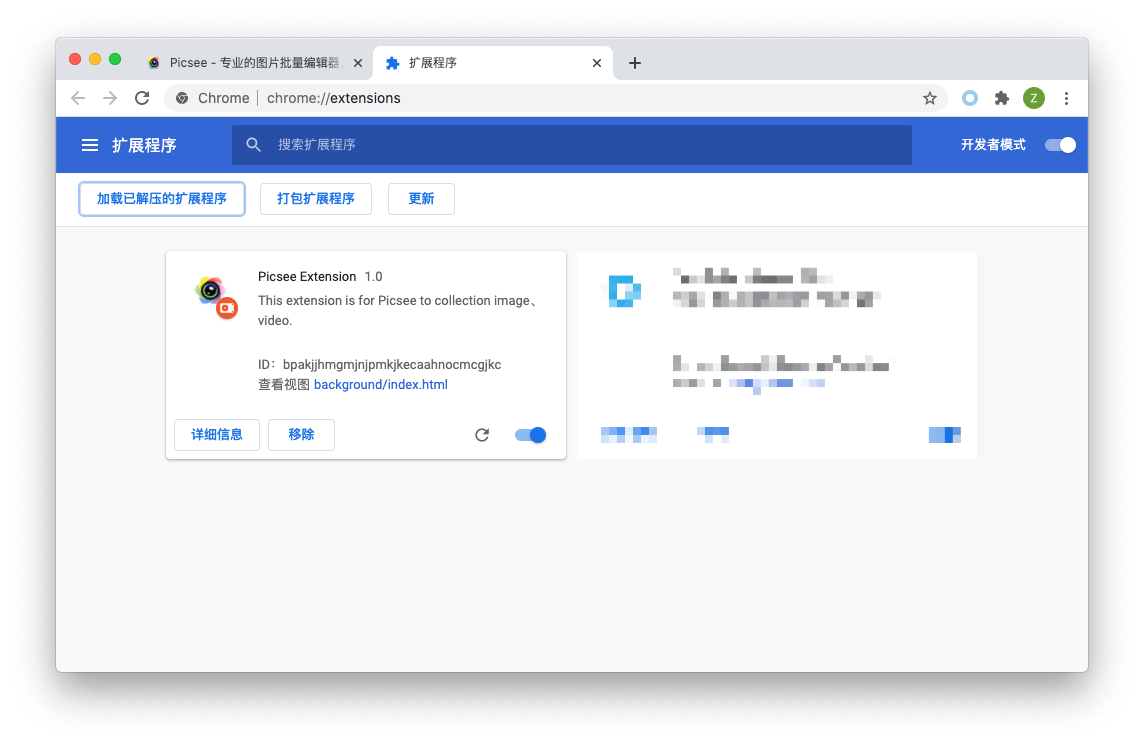 Picsee - 专业的图片批量编辑器
扩展程序
Chrome
chrome://extensions
Z
扩展程序
搜索扩展程序
开发者模式
加载已解压的扩展程序
打包扩展程序
更新
Picsee Extension 1.0
This extension is for Picsee to collection image、
video.
ID：bpakjjhmgmjnjpmkjkecaahnocmcgjkc
查看视图 background/index.html
详细信息
移除